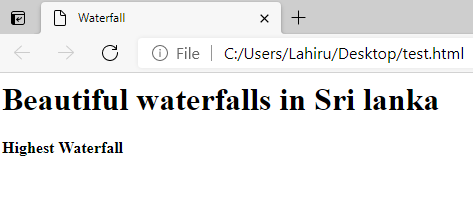 Waterfall
File C:/Users/Lahiru/Desktop/test.html
Beautiful waterfalls in Sri lanka
Highest Waterfall